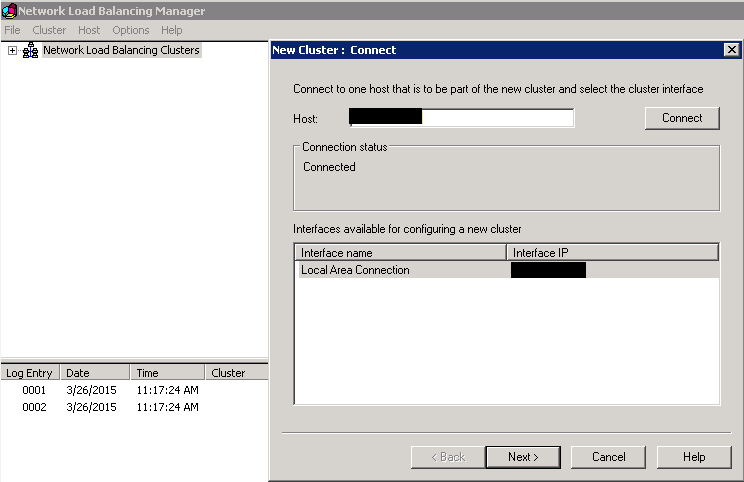 Network Load Balancing Manager
File Cluster Host Options Help
Network Load Balancing Clusters
New Cluster : Connect
Connect to one host that is to be part of the new cluster and select the cluster interface
Host:
Connect
Connection status
Connected
Interfaces available for configuring a new cluster
Interface name Interface IP
Local Area Connection
Log Entry Date Time Cluster
0001 3/26/2015 11:17:24 AM
0002 3/26/2015 11:17:24 AM
< Back Next > Cancel Help